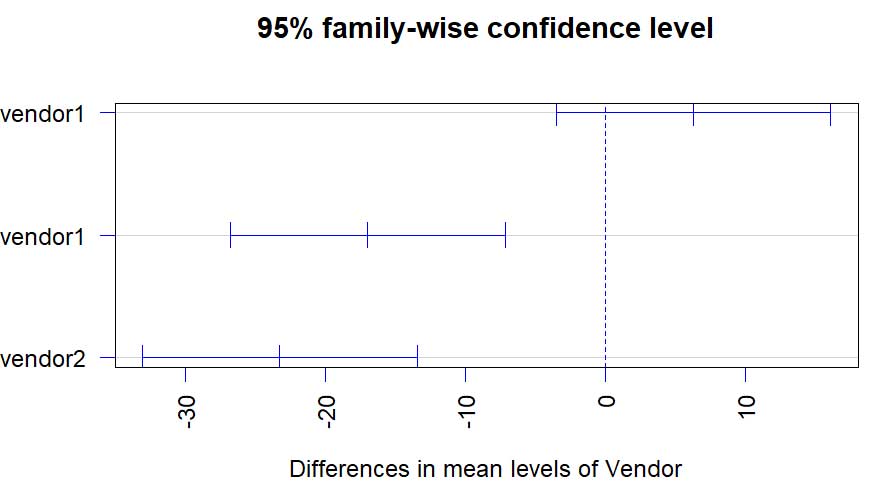 95% family-wise confidence level
vendor1
vendor1
vendor2
-30
-20
-10
0
10
Differences in mean levels of Vendor